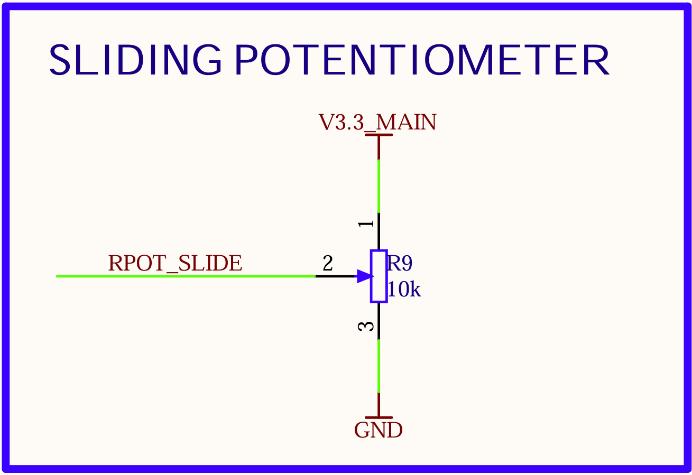 SLIDING POTENTIOMETER
V3.3_MAIN
1
RPOT_SLIDE
2
R9
10k
3
GND